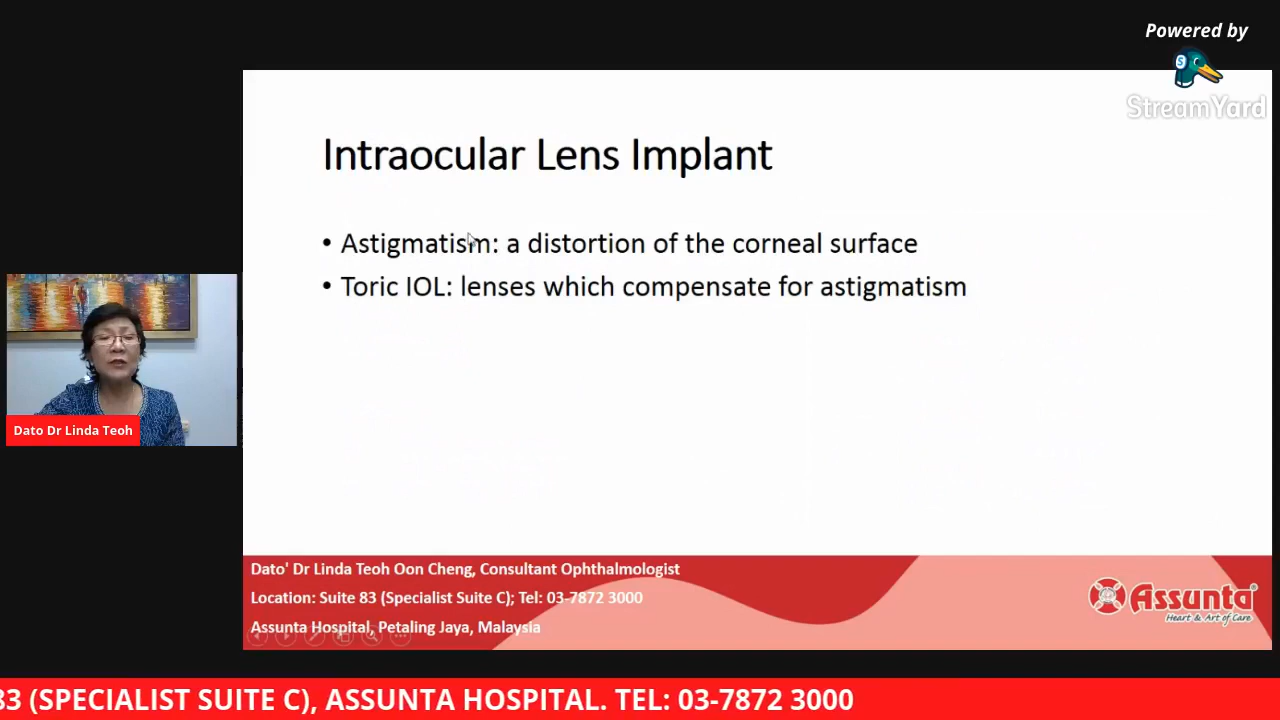 Powered by
StreamYard
Intraocular Lens Implant
• Astigmatism: a distortion of the corneal surface
• Toric IOL: lenses which compensate for astigmatism
Dato Dr Linda Teoh
Dato' Dr Linda Teoh Oon Cheng, Consultant Ophthalmologist
Location: Suite 83 (Specialist Suite C); Tel: 03-7872 3000
Assunta Hospital, Petaling Jaya, Malaysia
Assunta
Heart & Art of Care
83 (SPECIALIST SUITE C), ASSUNTA HOSPITAL. TEL: 03-7872 3000